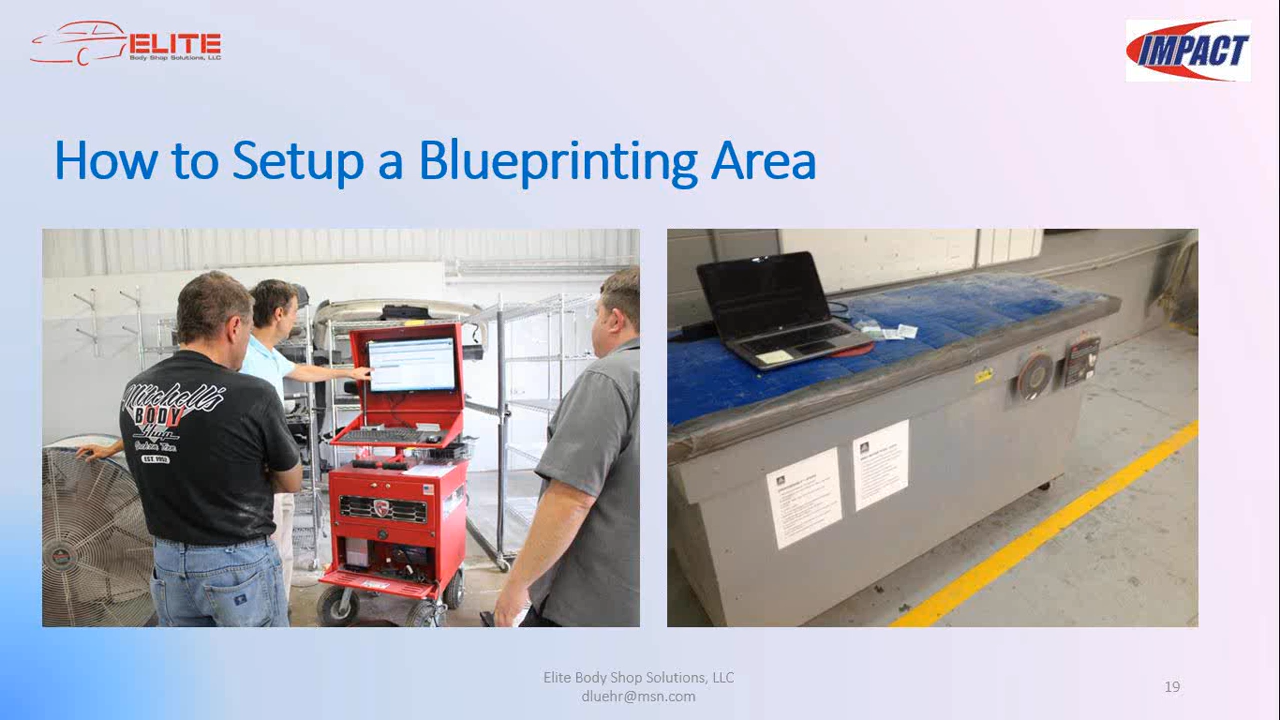 ELITE
Body Shop Solutions, LLC
IMPACT
How to Setup a Blueprinting Area
Mitchell's
BODY
Shop
EST. 1952
Elite Body Shop Solutions, LLC
dluehr@msn.com
19